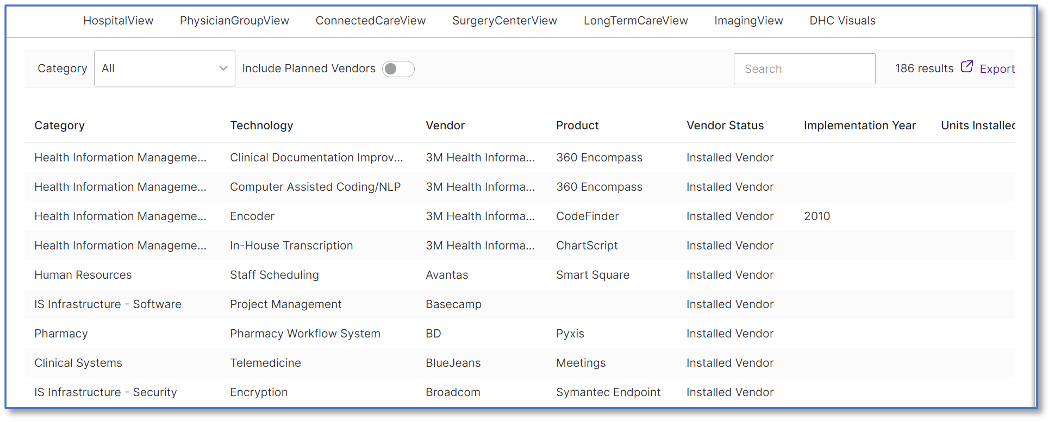 HospitalView PhysicianGroupView ConnectedCareView SurgeryCenterView LongTermCareView ImagingView DHC Visuals
Category All Include Planned Vendors Search 186 results Export
Category Technology Vendor Product Vendor Status Implementation Year Units Installed
Health Information Manageme... Clinical Documentation Improv... 3M Health Informa... 360 Encompass Installed Vendor
Health Information Manageme... Computer Assisted Coding/NLP 3M Health Informa... 360 Encompass Installed Vendor
Health Information Manageme... Encoder 3M Health Informa... CodeFinder Installed Vendor 2010
Health Information Manageme... In-House Transcription 3M Health Informa... ChartScript Installed Vendor
Human Resources Staff Scheduling Avantas Smart Square Installed Vendor
IS Infrastructure - Software Project Management Basecamp Installed Vendor
Pharmacy Pharmacy Workflow System BD Pyxis Installed Vendor
Clinical Systems Telemedicine BlueJeans Meetings Installed Vendor
IS Infrastructure - Security Encryption Broadcom Symantec Endpoint Installed Vendor